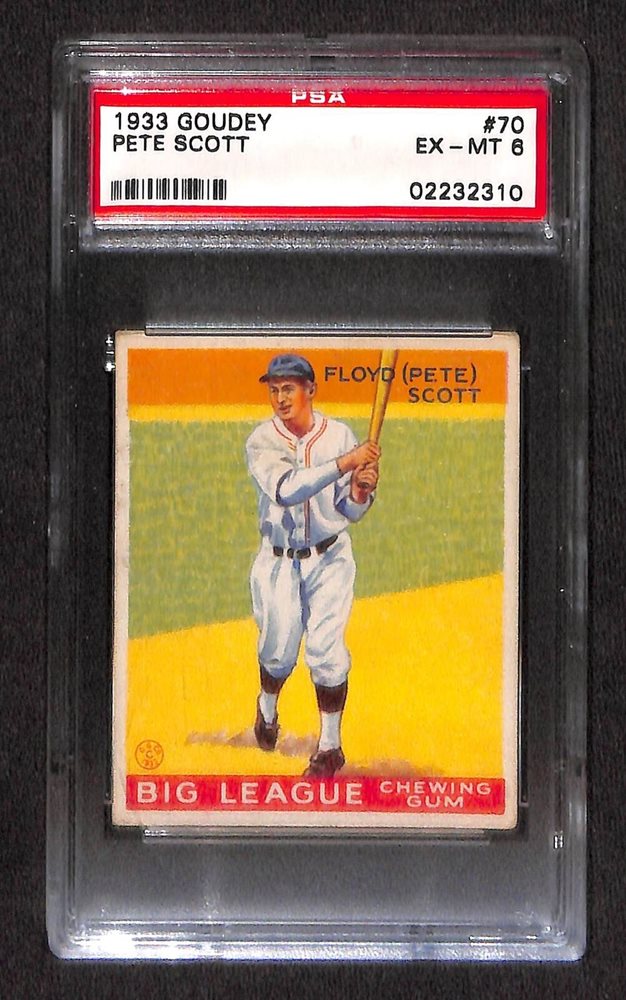 PSA
1933 GOUDEY #70
PETE SCOTT EX - MT 6
02232310
FLOYD (PETE)
SCOTT
BIG LEAGUE CHEWING
GUM